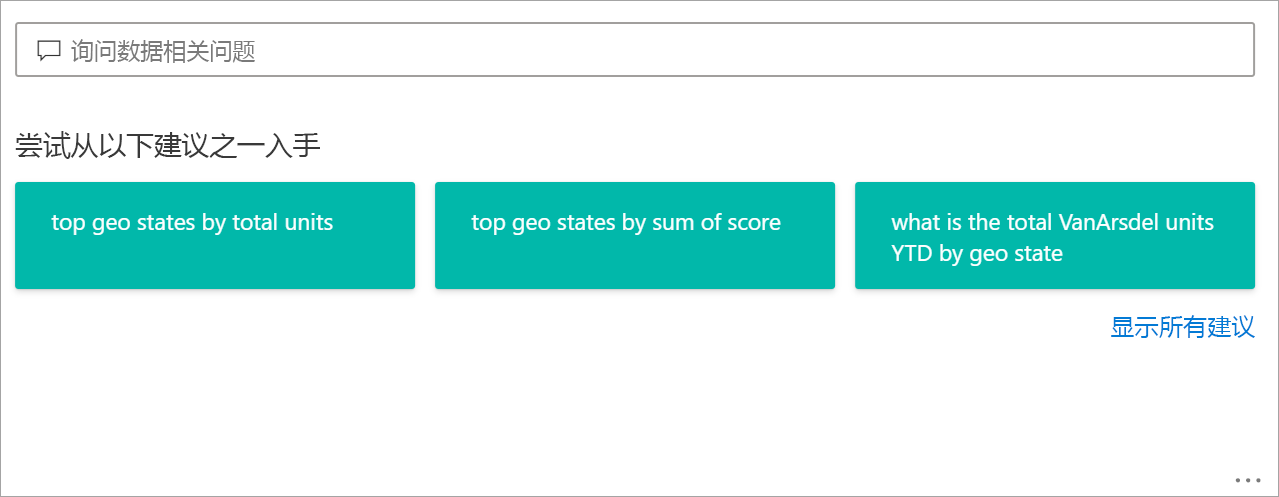 询问数据相关问题
尝试从以下建议之一入手
top geo states by total units
top geo states by sum of score
what is the total VanArsdel units
YTD by geo state
显示所有建议